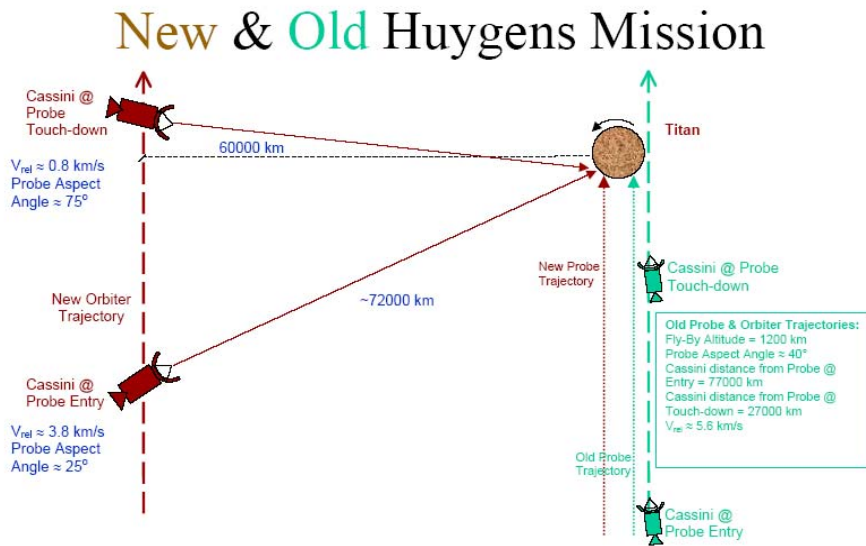 New & Old Huygens Mission
Cassini @
Probe
Touch-down
V_rel ≈ 0.8 km/s
Probe Aspect
Angle ≈ 75°
60000 km
Titan
New Orbiter
Trajectory
~72000 km
New Probe
Trajectory
Cassini @ Probe
Touch-down
Cassini @
Probe Entry
V_rel ≈ 3.8 km/s
Probe Aspect
Angle ≈ 25°
Old Probe & Orbiter Trajectories:
Fly-By Altitude = 1200 km
Probe Aspect Angle ≈ 40°
Cassini distance from Probe @
Entry = 77000 km
Cassini distance from Probe @
Touch-down = 27000 km
V_rel ≈ 5.6 km/s
Old Probe
Trajectory
Cassini @
Probe Entry